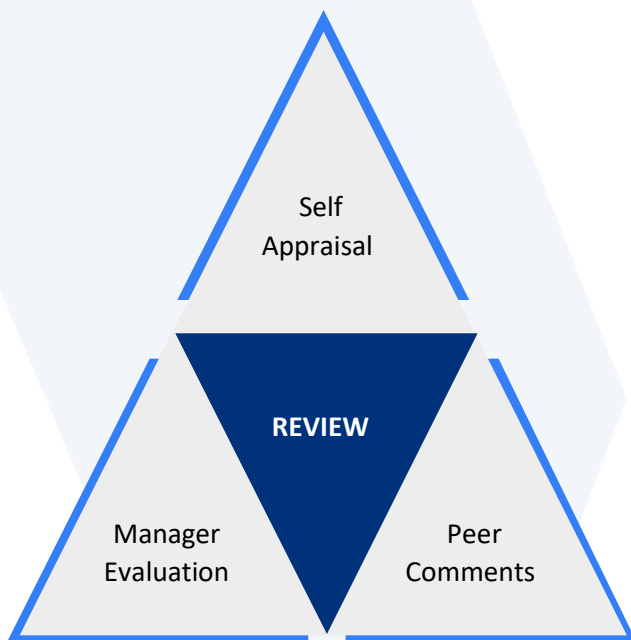 Self
Appraisal
REVIEW
Manager
Evaluation
Peer
Comments